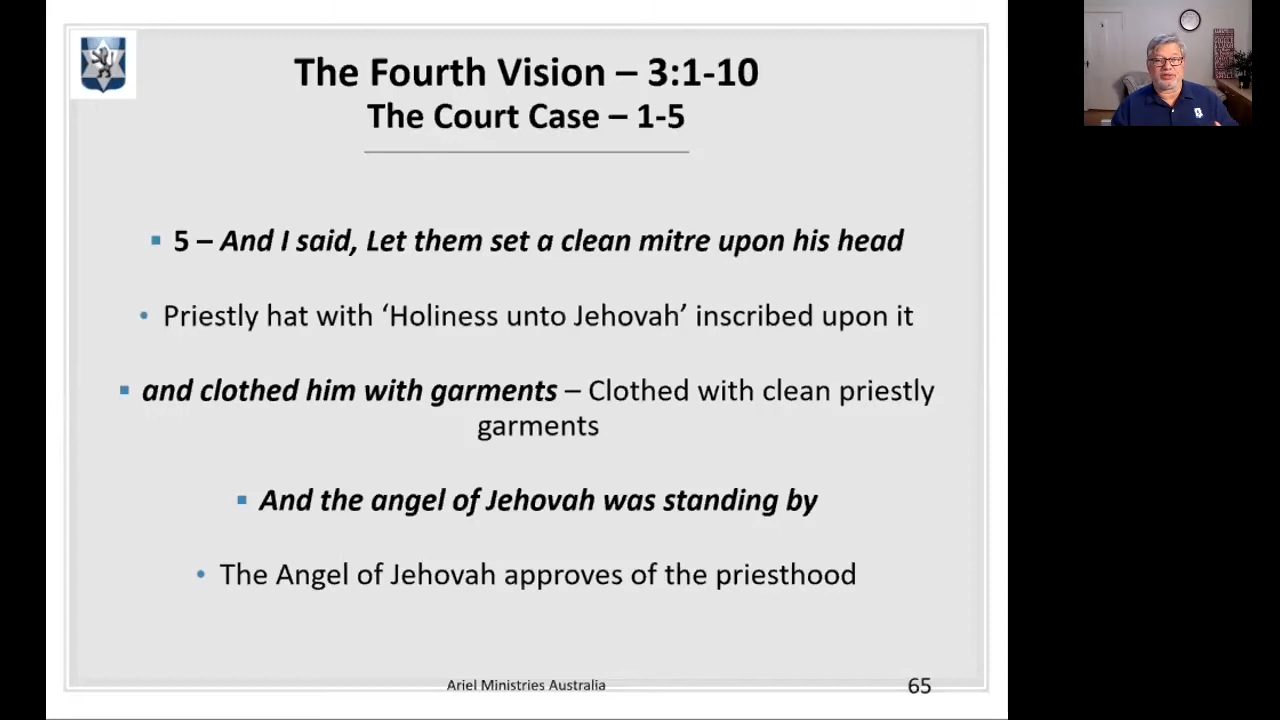 The Fourth Vision – 3:1-10
The Court Case – 1-5
5 – And I said, Let them set a clean mitre upon his head
Priestly hat with ‘Holiness unto Jehovah’ inscribed upon it
and clothed him with garments – Clothed with clean priestly
garments
And the angel of Jehovah was standing by
The Angel of Jehovah approves of the priesthood
Ariel Ministries Australia
65